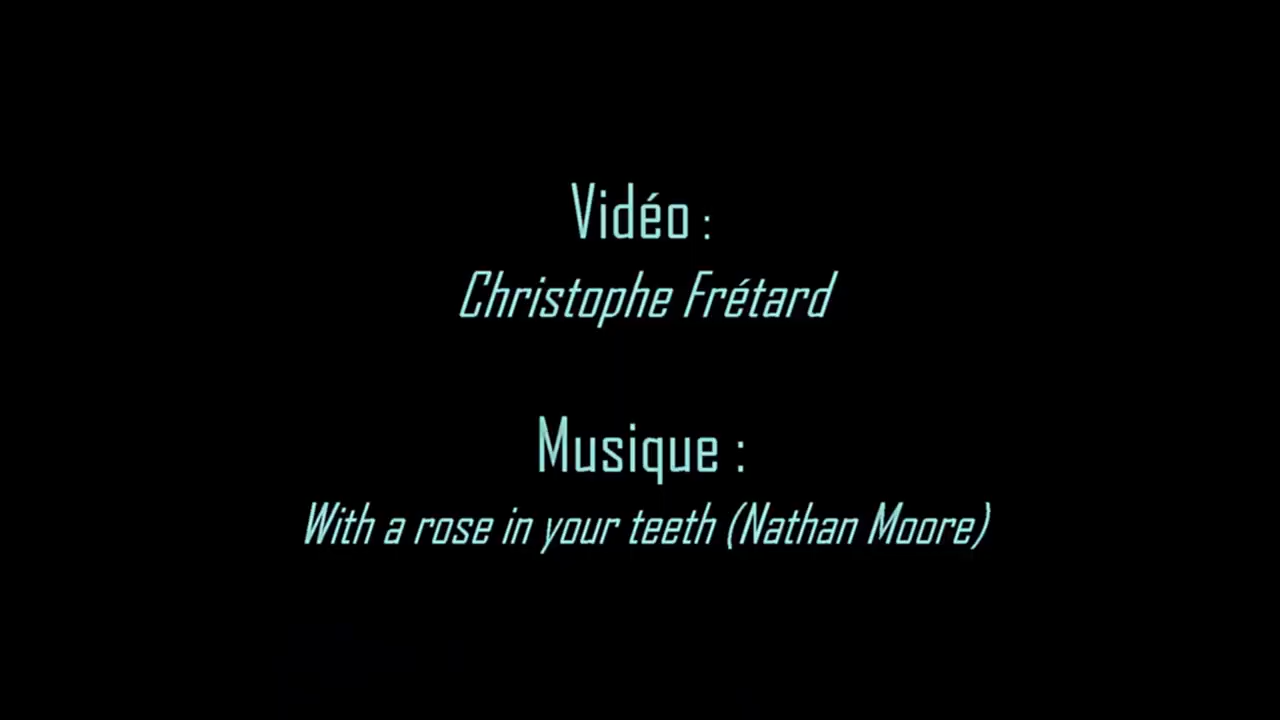 Vidéo :
Christophe Frétard
Musique :
With a rose in your teeth (Nathan Moore)